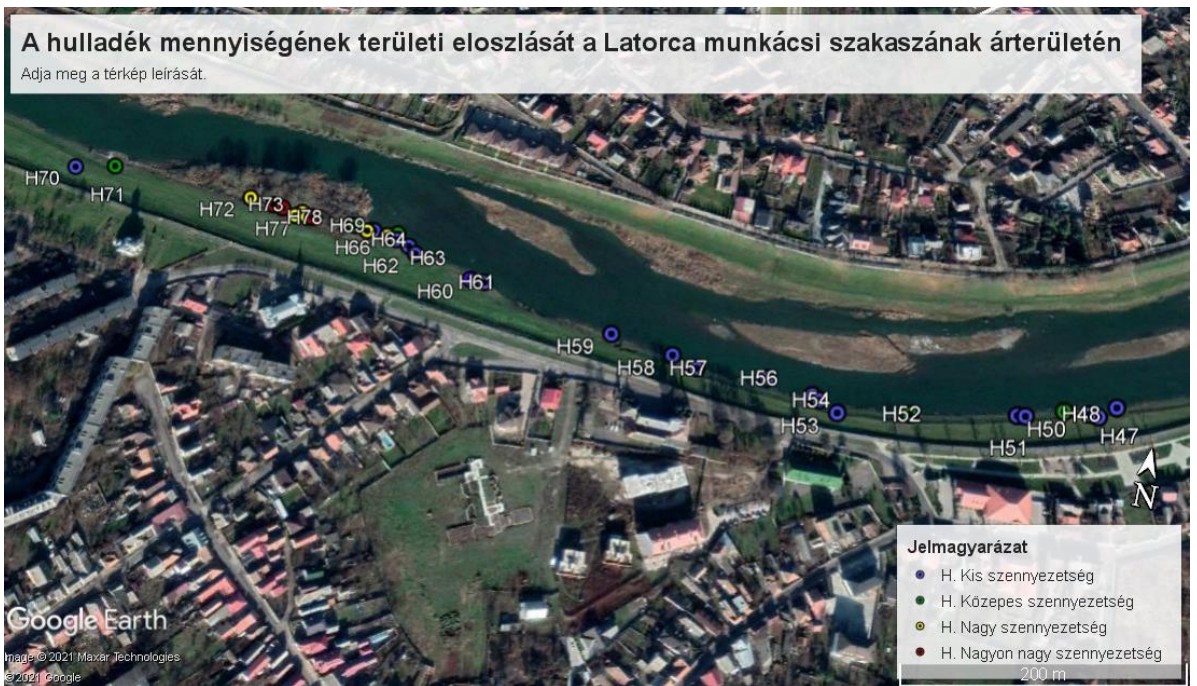 A hulladék mennyiségének területi eloszlását a Latorca munkácsi szakaszának árterületén
Adja meg a térkép leírását.
H70
H71
H72
H73
H77
H78
H69
H66
H64
H62
H63
H60
H61
H59
H58
H57
H56
H54
H53
H52
H51
H50
H48
H47
N
Jelmagyarázat
H. Kis szennyezetség
H. Közepes szennyezetség
H. Nagy szennyezetség
H. Nagyon nagy szennyezetség
200 m
Google Earth
Image © 2021 Maxar Technologies
© 2021 Google